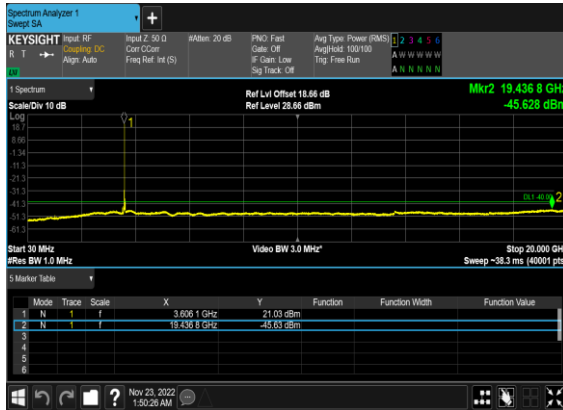 Spectrum Analyzer 1
Swept SA
+
KEYSIGHT
R T
LXI
Input: RF
Coupling: DC
Align: Auto
Input Z: 50 Ω
Corr CCorr
Freq Ref: Int (S)
#Atten: 20 dB
PNO: Fast
Gate: Off
IF Gain: Low
Sig Track: Off
Avg Type: Power (RMS)
Avg|Hold: 100/100
Trig: Free Run
1 2 3 4 5 6
A W W W W W
A N N N N N
1 Spectrum
Scale/Div 10 dB
Ref Lvl Offset 18.66 dB
Ref Level 28.66 dBm
Mkr2 19.436 8 GHz
-45.628 dBm
Log
18.7
8.66
-1.34
-11.3
-21.3
-31.3
-41.3
-51.3
-61.3
1
DL1 -40.00
2
Start 30 MHz
#Res BW 1.0 MHz
Video BW 3.0 MHz*
Stop 20.000 GH
Sweep ~38.3 ms (40001 pts
5 Marker Table
Mode Trace Scale X Y Function Function Width Function Value
1 N 1 f 3.606 1 GHz 21.03 dBm
2 N 1 f 19.436 8 GHz -45.63 dBm
3
4
5
6
?
Nov 23, 2022
1:50:26 AM